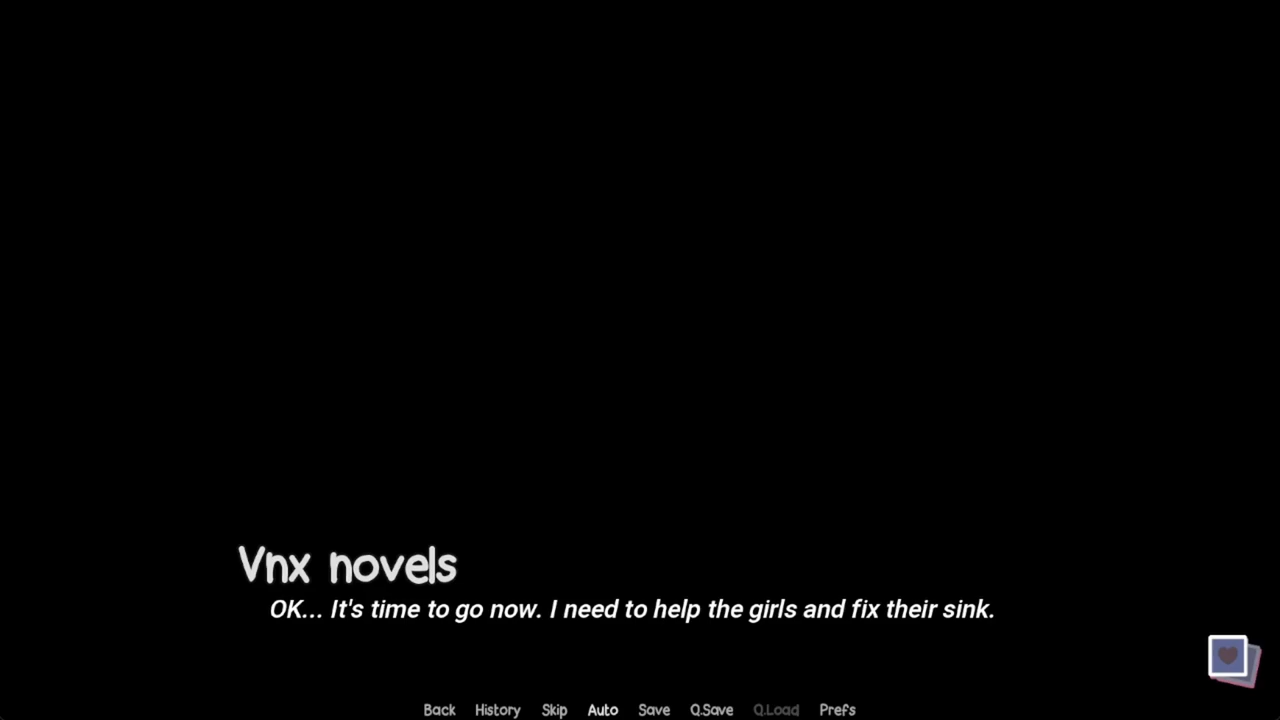 Vnx novels
OK... It's time to go now. I need to help the girls and fix their sink.
Back History Skip Auto Save Q.Save Q.Load Prefs